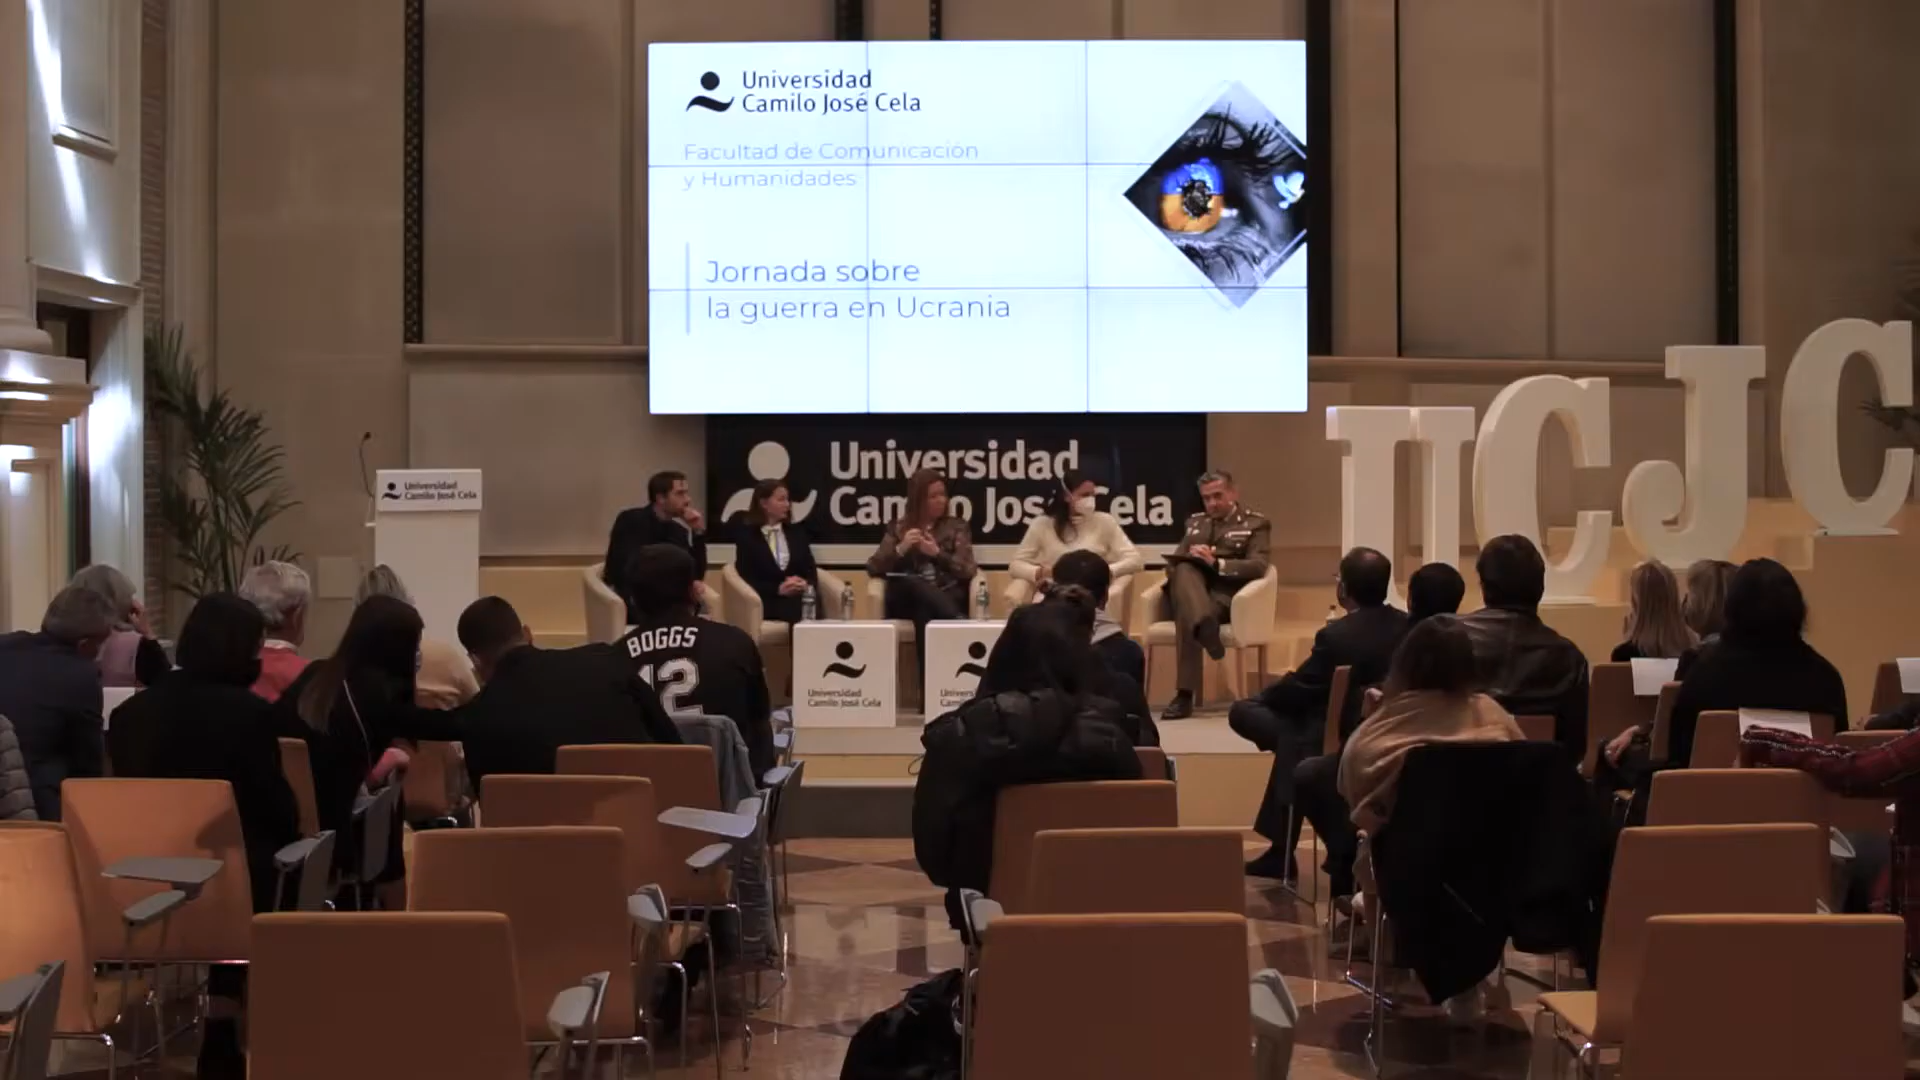 Universidad
Camilo José Cela
Facultad de Comunicación
y Humanidades
Jornada sobre
la guerra en Ucrania
Universidad
Camilo José Cela
Universidad
Camilo José Cela
UCJC
BOGGS
12
Universidad
Camilo José Cela